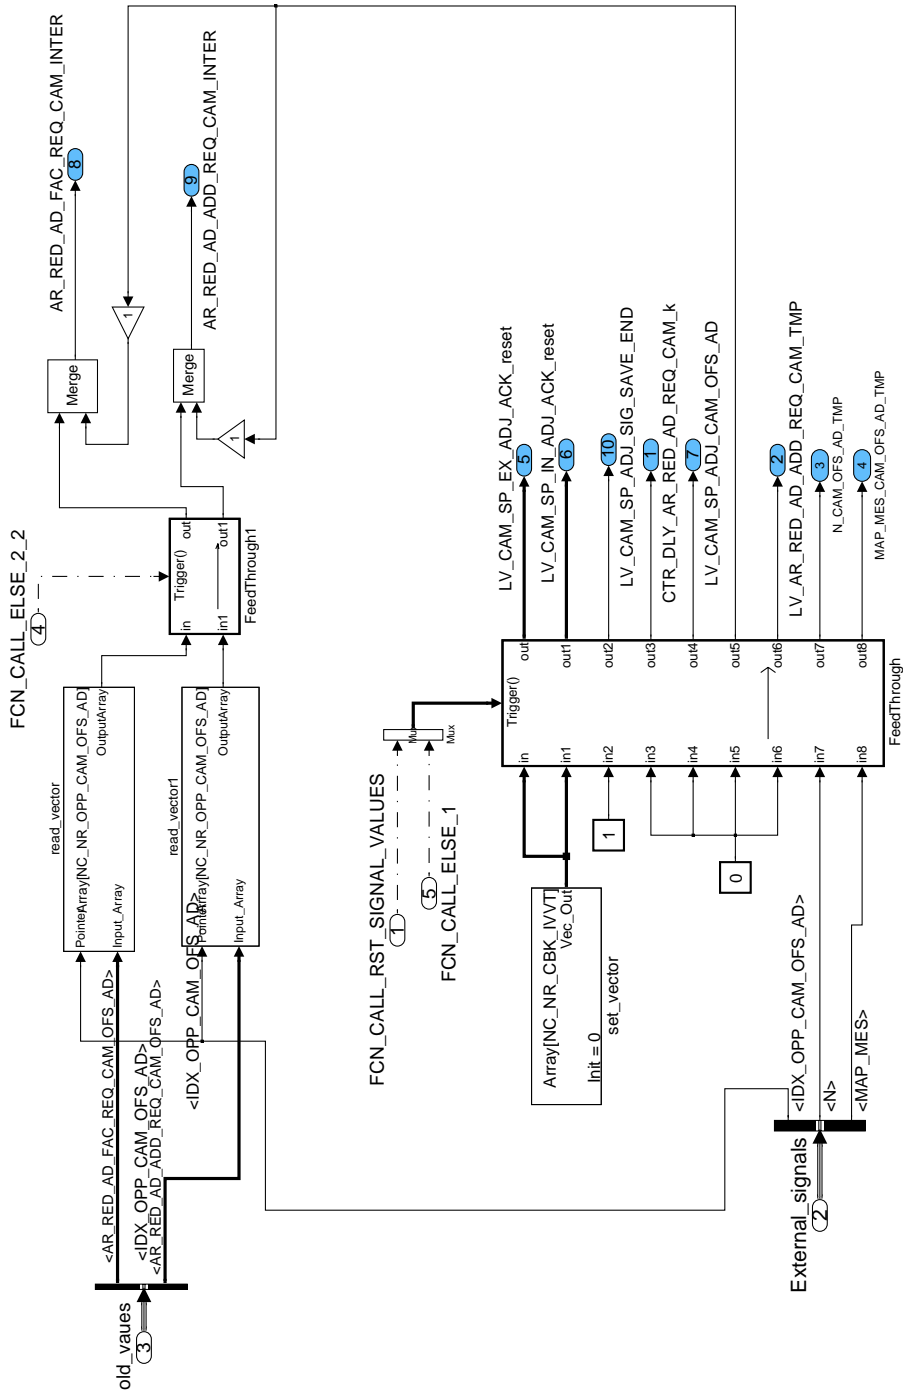 old_vaues
3
<AR_RED_AD_FAC_REQ_CAM_OFS_AD>
<IDX_OPP_CAM_OFS_AD>
<AR_RED_AD_ADD_REQ_CAM_OFS_AD>
<IDX_OPP_CAM_OFS_AD>
read_vector
Pointer
Array[NC_NR_OPP_CAM_OFS_AD]
Input_Array
OutputArray
read_vector1
Pointer
Array[NC_NR_OPP_CAM_OFS_AD]
Input_Array
OutputArray
FCN_CALL_ELSE_2_2
4
Trigger()
in
out
in1
out1
FeedThrough1
Merge
AR_RED_AD_FAC_REQ_CAM_INTER
8
1
Merge
9
AR_RED_AD_ADD_REQ_CAM_INTER
1
FCN_CALL_RST_SIGNAL_VALUES
1
5
FCN_CALL_ELSE_1
Mux
Mux
Array[NC_NR_CBK_IVVT]
Vec_Out
Init = 0
set_vector
1
0
External_signals
2
<IDX_OPP_CAM_OFS_AD>
<N>
<MAP_MES>
Trigger()
in
out
in1
out1
in2
out2
in3
out3
in4
out4
in5
out5
in6
out6
in7
out7
in8
out8
FeedThrough
LV_CAM_SP_EX_ADJ_ACK_reset
5
LV_CAM_SP_IN_ADJ_ACK_reset
6
10
LV_CAM_SP_ADJ_SIG_SAVE_END
1
CTR_DLY_AR_RED_AD_REQ_CAM_k
7
LV_CAM_SP_ADJ_CAM_OFS_AD
2
LV_AR_RED_AD_ADD_REQ_CAM_TMP
3
N_CAM_OFS_AD_TMP
4
MAP_MES_CAM_OFS_AD_TMP